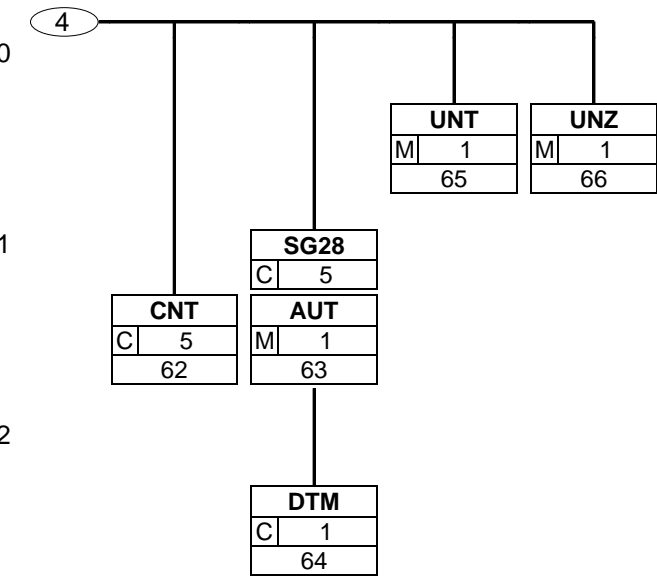 4
0
UNT UNZ
M 1 M 1
65 66
1
SG28
C 5
CNT AUT
C 5 M 1
62 63
2
DTM
C 1
64